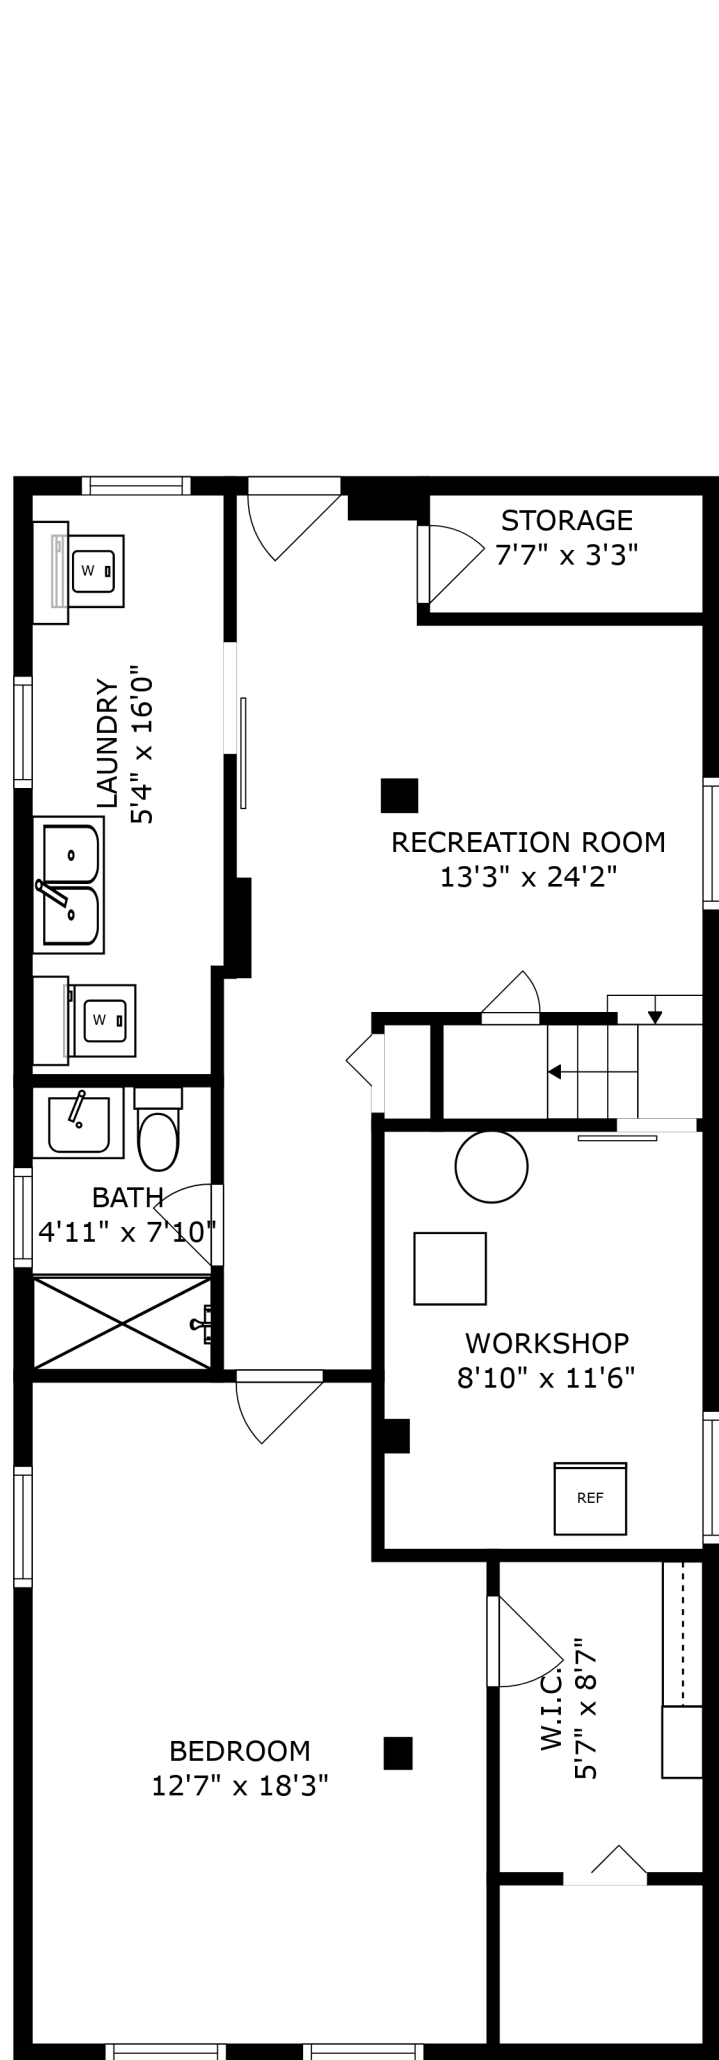 STORAGE
7'7" x 3'3"
W
LAUNDRY
5'4" x 16'0"
RECREATION ROOM
13'3" x 24'2"
W
BATH
4'11" x 7'10"
WORKSHOP
8'10" x 11'6"
REF
W.I.C.
5'7" x 8'7"
BEDROOM
12'7" x 18'3"